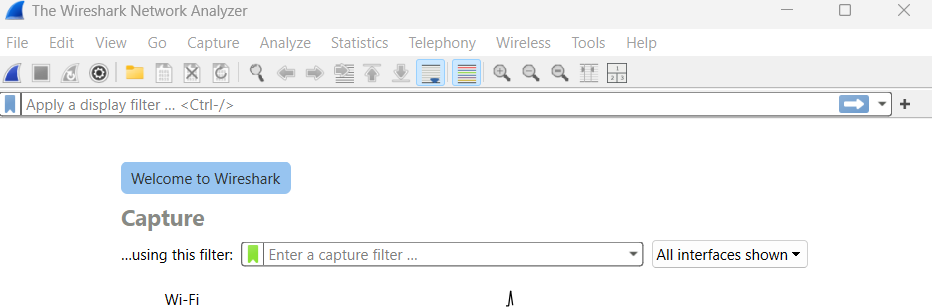 The Wireshark Network Analyzer
File Edit View Go Capture Analyze Statistics Telephony Wireless Tools Help
Apply a display filter ... <Ctrl-/>
Welcome to Wireshark
Capture
...using this filter: Enter a capture filter ... All interfaces shown
Wi-Fi